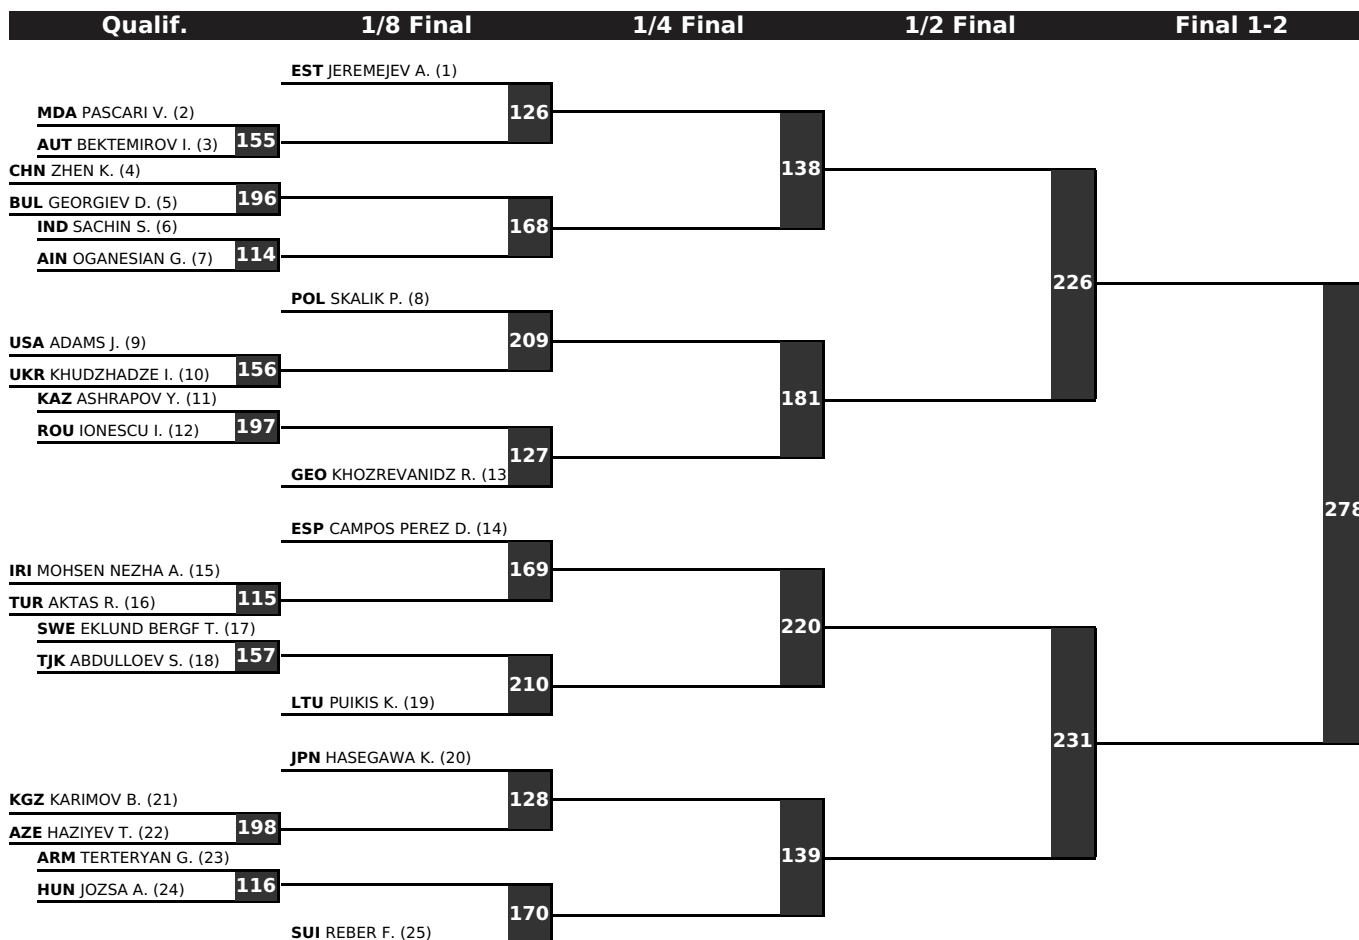 Qualif. 1/8 Final 1/4 Final 1/2 Final Final 1-2
EST JEREMEJEV A. (1)
MDA PASCARI V. (2)
126
AUT BEKTEMIROV I. (3) 155
CHN ZHEN K. (4)
138
BUL GEORGIEV D. (5) 196
IND SACHIN S. (6)
168
AIN OGANESIAN G. (7) 114
226
POL SKALIK P. (8)
USA ADAMS J. (9)
209
UKR KHUDZHADZE I. (10) 156
KAZ ASHRAPOV Y. (11)
181
ROU IONESCU I. (12) 197
127
GEO KHOZREVANIDZ R. (13
278
ESP CAMPOS PEREZ D. (14)
IRI MOHSEN NEZHA A. (15)
169
TUR AKTAS R. (16) 115
SWE EKLUND BERGF T. (17)
220
TJK ABDULLOEV S. (18) 157
210
LTU PUIKIS K. (19)
231
JPN HASEGAWA K. (20)
KGZ KARIMOV B. (21)
128
AZE HAZIYEV T. (22) 198
ARM TERTERYAN G. (23)
139
HUN JOZSA A. (24) 116
170
SUI REBER F. (25)